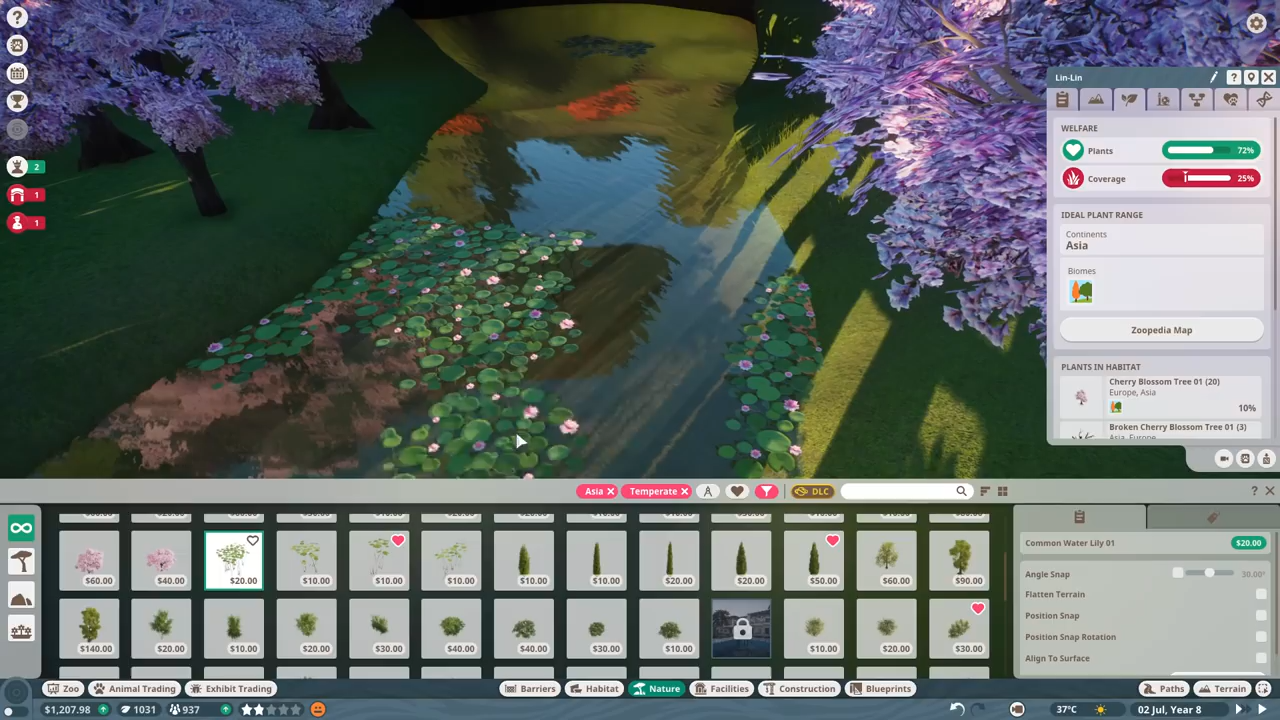 ?
Lin-Lin
?
WELFARE
Plants
72%
Coverage
25%
IDEAL PLANT RANGE
Continents
Asia
Biomes
Zoopedia Map
PLANTS IN HABITAT
Cherry Blossom Tree 01 (20)
Europe, Asia
10%
Broken Cherry Blossom Tree 01 (3)
Asia, Europe
2
1
1
Asia
Temperate
DLC
?
$60.00
$40.00
$20.00
$10.00
$10.00
$10.00
$10.00
$10.00
$20.00
$20.00
$50.00
$60.00
$90.00
$140.00
$20.00
$10.00
$30.00
$40.00
$40.00
$30.00
$10.00
$10.00
$20.00
$30.00
Common Water Lily 01
$20.00
Angle Snap
30.00°
Flatten Terrain
Position Snap
Position Snap Rotation
Align To Surface
Zoo
Animal Trading
Exhibit Trading
Barriers
Habitat
Nature
Facilities
Construction
Blueprints
Paths
Terrain
$1,207.98
1031
937
37°C
02 Jul, Year 8